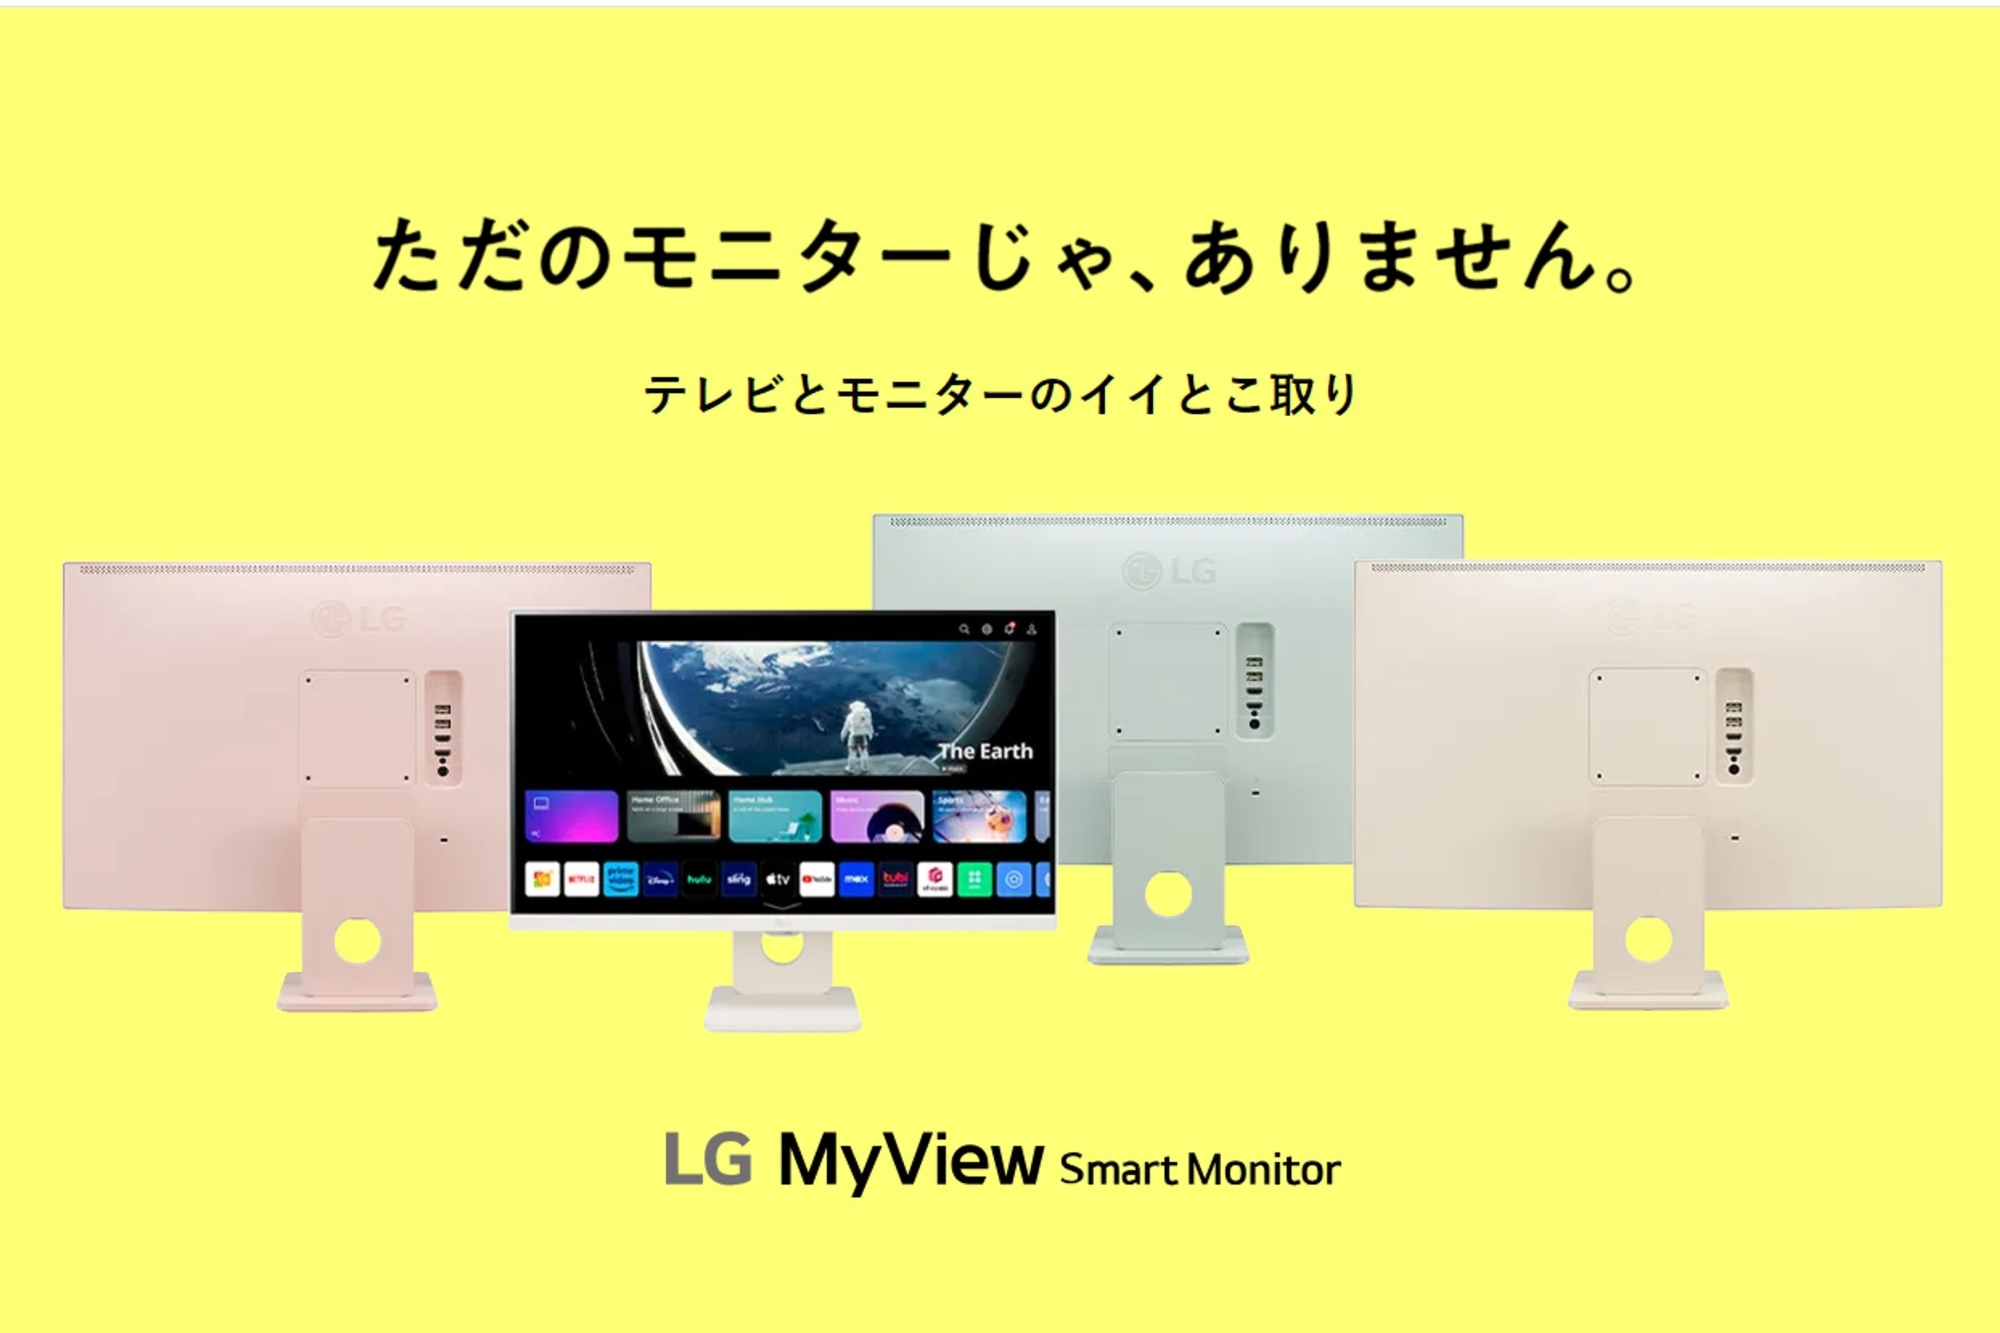 ただのモニターじゃ、ありません。
テレビとモニターのイイとこ取り
LG
LG
LG
The Earth
Home Office
Home Hub
Music
Sports
PC
NETFLIX
prime video
Disney+
hulu
sling
tv
YouTube
max
tubi
LG MyView Smart Monitor